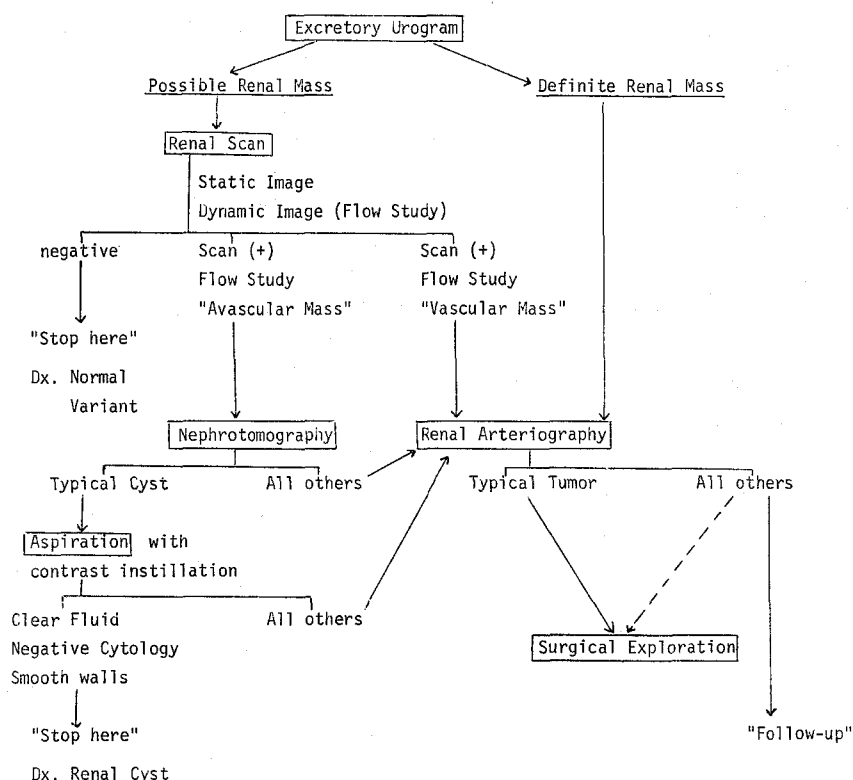 Excretory Urogram
Possible Renal Mass
Definite Renal Mass
Renal Scan
Static Image
Dynamic Image (Flow Study)
negative
Scan (+)
Flow Study
"Avascular Mass"
Scan (+)
Flow Study
"Vascular Mass"
"Stop here"
Dx. Normal
Variant
Nephrotomography
Renal Arteriography
Typical Cyst
All others
Typical Tumor
All others
Aspiration with
contrast instillation
Clear Fluid
Negative Cytology
Smooth walls
All others
Surgical Exploration
"Stop here"
Dx. Renal Cyst
"Follow-up"